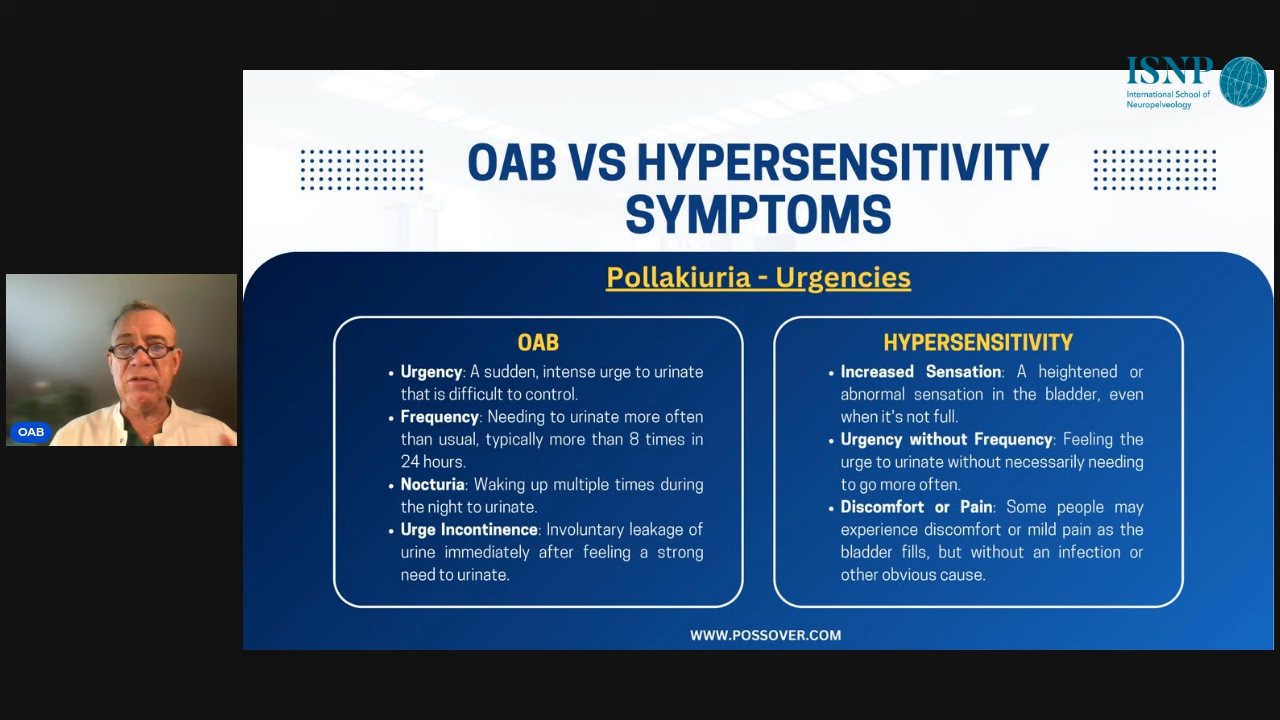 ISNP
International School of
Neuropelveology
OAB VS HYPERSENSITIVITY
SYMPTOMS
Pollakiuria - Urgencies
OAB
• Urgency: A sudden, intense urge to urinate
that is difficult to control.
• Frequency: Needing to urinate more often
than usual, typically more than 8 times in
24 hours.
• Nocturia: Waking up multiple times during
the night to urinate.
• Urge Incontinence: Involuntary leakage of
urine immediately after feeling a strong
need to urinate.
HYPERSENSITIVITY
• Increased Sensation: A heightened or
abnormal sensation in the bladder, even
when it's not full.
• Urgency without Frequency: Feeling the
urge to urinate without necessarily needing
to go more often.
• Discomfort or Pain: Some people may
experience discomfort or mild pain as the
bladder fills, but without an infection or
other obvious cause.
WWW.POSSOVER.COM
OAB